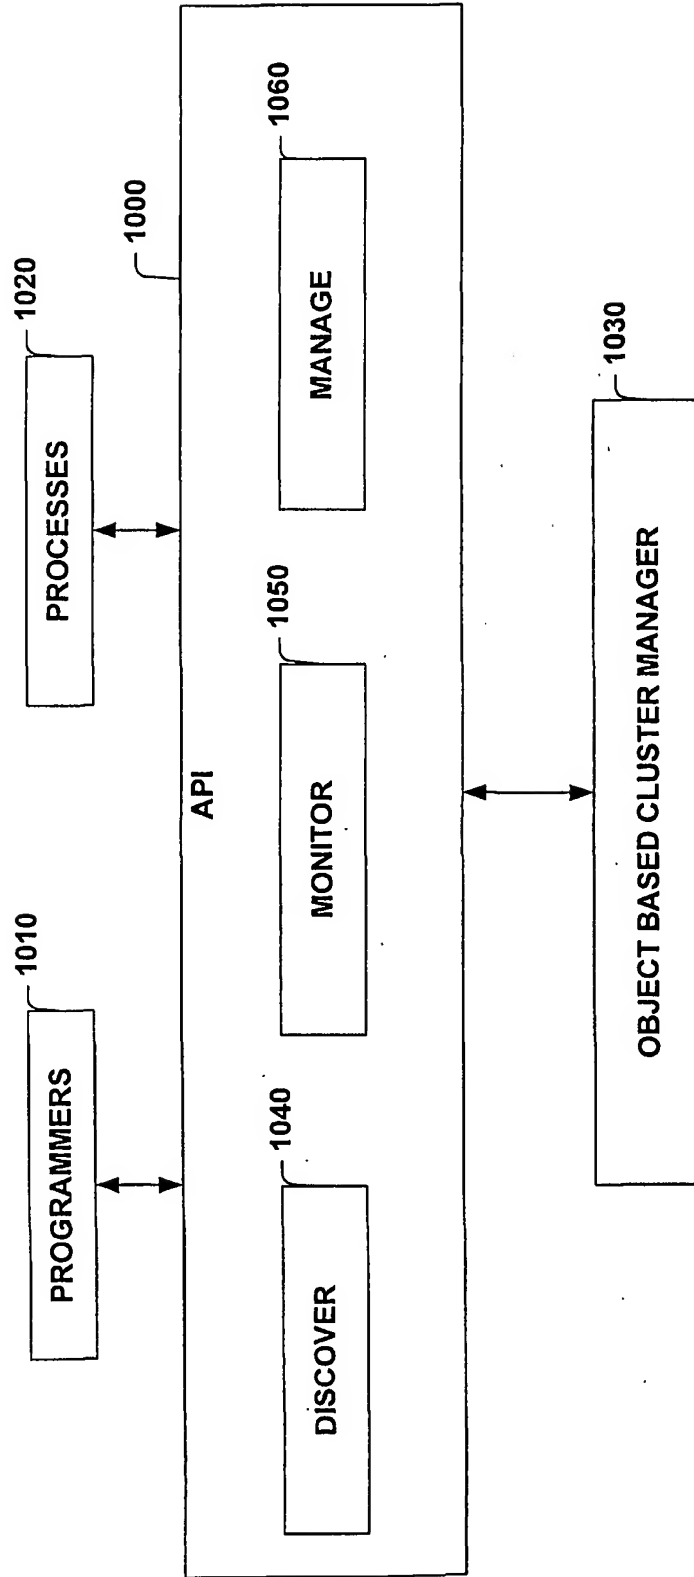 1010
PROGRAMMERS
1020
PROCESSES
1000
API
1040
DISCOVER
1050
MONITOR
1060
MANAGE
1030
OBJECT BASED CLUSTER MANAGER